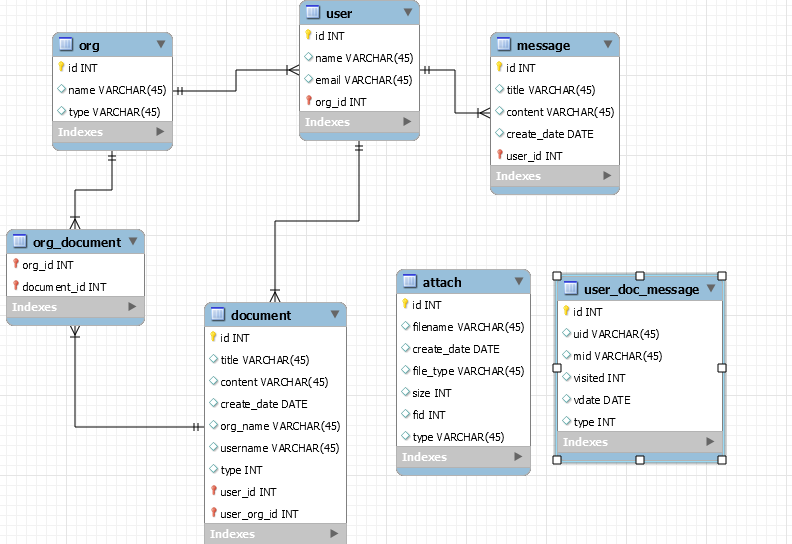 org
id INT
name VARCHAR(45)
type VARCHAR(45)
Indexes
user
id INT
name VARCHAR(45)
email VARCHAR(45)
org_id INT
Indexes
message
id INT
title VARCHAR(45)
content VARCHAR(45)
create_date DATE
user_id INT
Indexes
org_document
org_id INT
document_id INT
Indexes
document
id INT
title VARCHAR(45)
content VARCHAR(45)
create_date DATE
org_name VARCHAR(45)
username VARCHAR(45)
type INT
user_id INT
user_org_id INT
Indexes
attach
id INT
filename VARCHAR(45)
create_date DATE
file_type VARCHAR(45)
size INT
fid INT
type VARCHAR(45)
Indexes
user_doc_message
id INT
uid VARCHAR(45)
mid VARCHAR(45)
visited INT
vdate DATE
type INT
Indexes